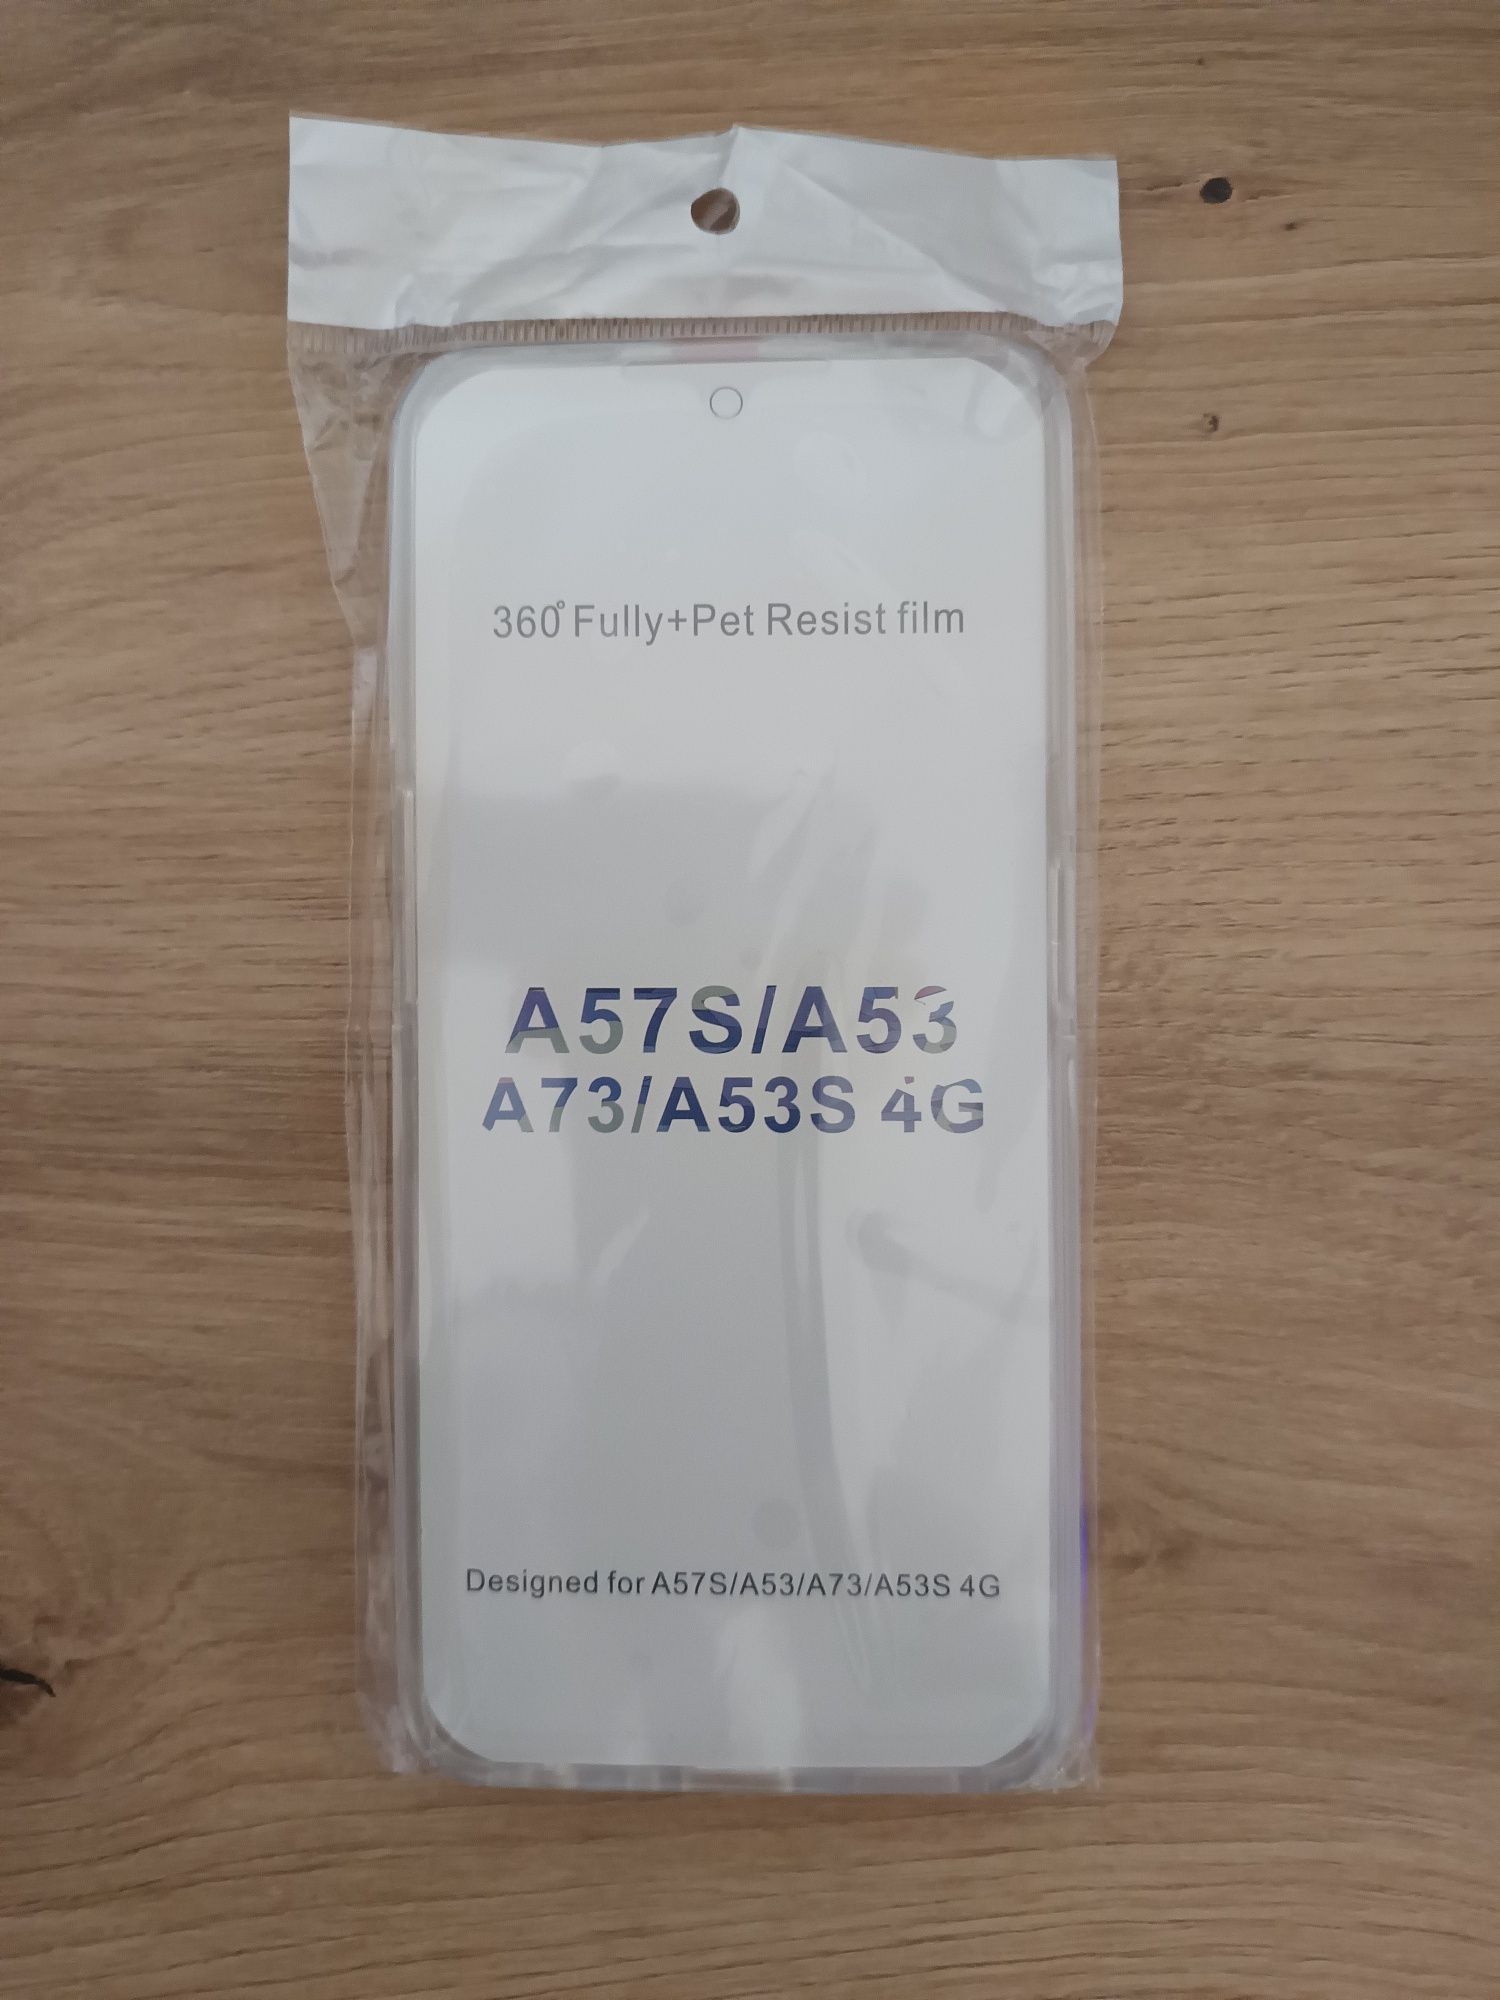 360° Fully+Pet Resist film
A57S/A53
A73/A53S 4G
Designed for A57S/A53/A73/A53S 4G